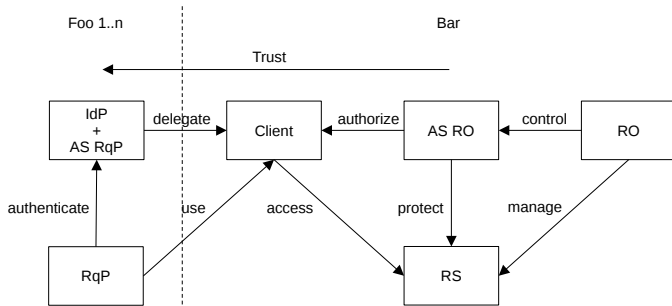 Foo 1..n
Bar
Trust
IdP
+
AS RqP
delegate
Client
authorize
AS RO
control
RO
authenticate
use
access
protect
manage
RqP
RS